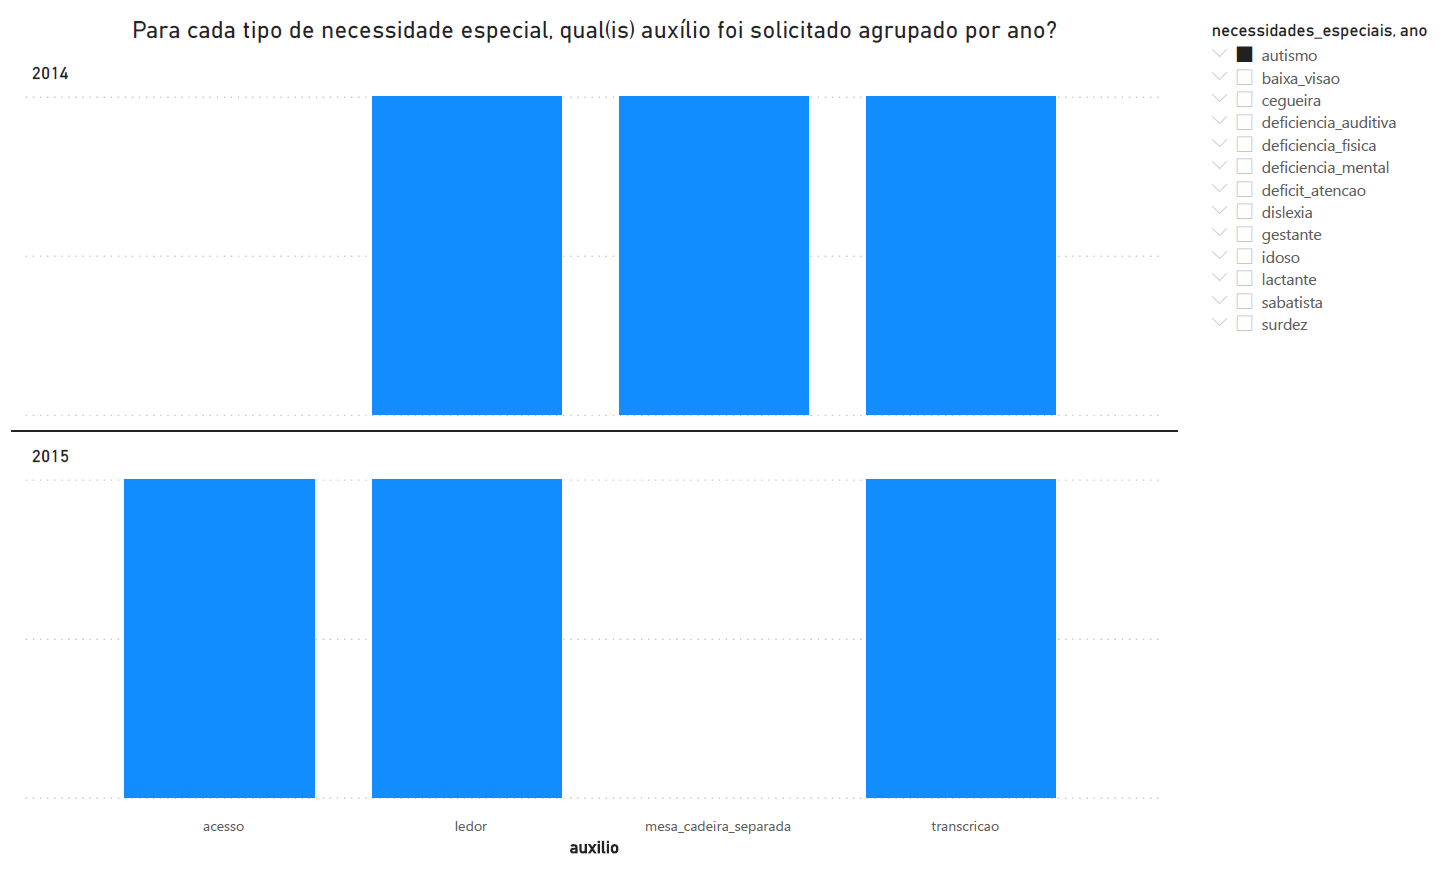 Para cada tipo de necessidade especial, qual(is) auxílio foi solicitado agrupado por ano?
2014
2015
acesso
ledor
mesa_cadeira_separada
transcricao
auxilio
necessidades_especiais, ano
autismo
baixa_visao
cegueira
deficiencia_auditiva
deficiencia_fisica
deficiencia_mental
deficit_atencao
dislexia
gestante
idoso
lactante
sabatista
surdez